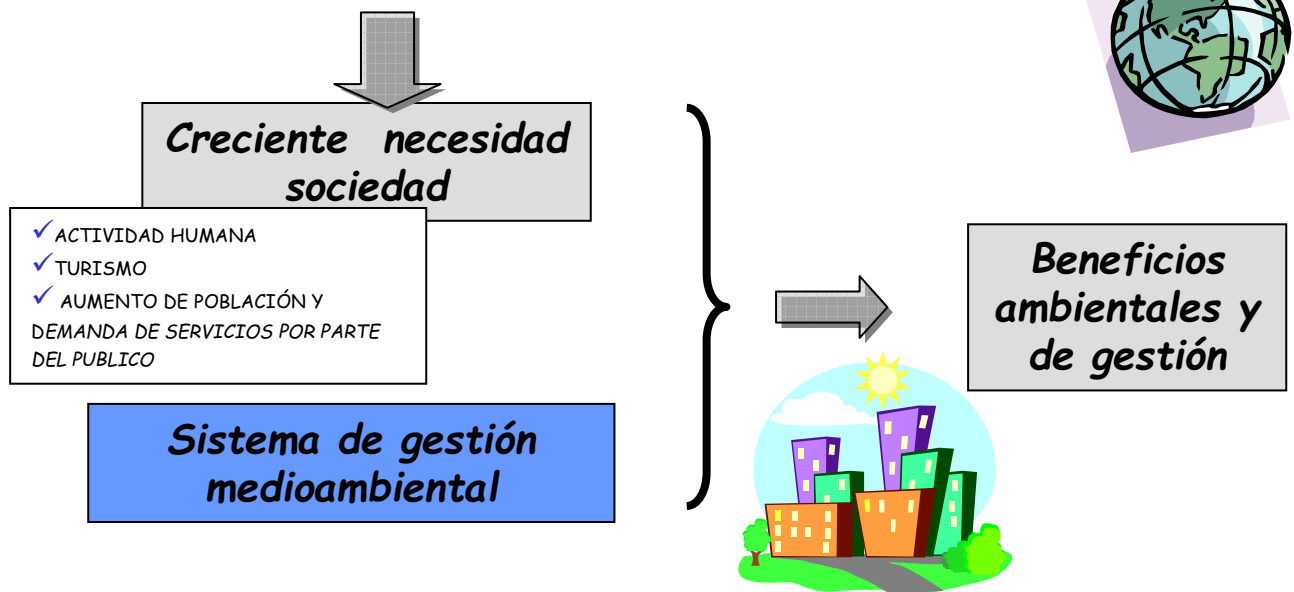 Creciente necesidad
sociedad
✓ACTIVIDAD HUMANA
✓TURISMO
✓ AUMENTO DE POBLACIÓN Y
DEMANDA DE SERVICIOS POR PARTE
DEL PUBLICO
Sistema de gestión
medioambiental
Beneficios
ambientales y
de gestión